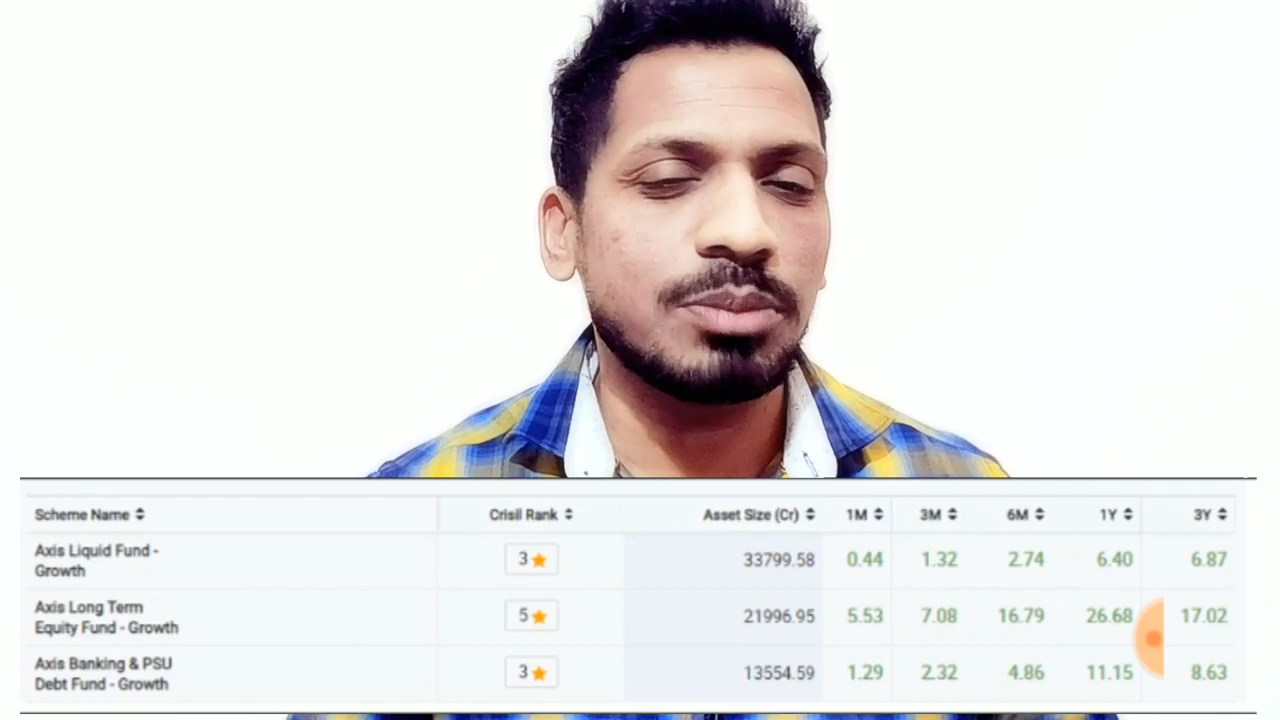 Scheme Name Crisil Rank Asset Size (Cr) 1M 3M 6M 1Y 3Y
Axis Liquid Fund -
Growth
3 33799.58 0.44 1.32 2.74 6.40 6.87
Axis Long Term
Equity Fund - Growth
5 21996.95 5.53 7.08 16.79 26.68 17.02
Axis Banking & PSU
Debt Fund - Growth
3 13554.59 1.29 2.32 4.86 11.15 8.63